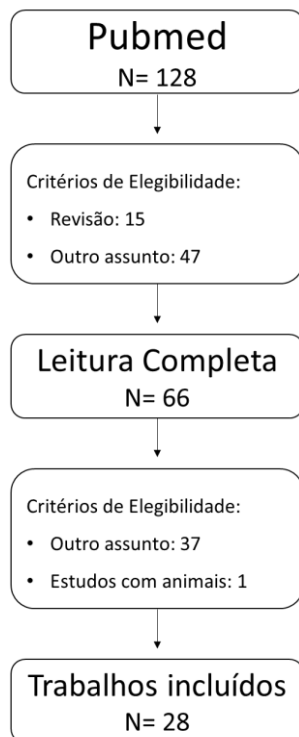 Pubmed
N= 128
Critérios de Elegibilidade:
• Revisão: 15
• Outro assunto: 47
Leitura Completa
N= 66
Critérios de Elegibilidade:
• Outro assunto: 37
• Estudos com animais: 1
Trabalhos incluídos
N= 28